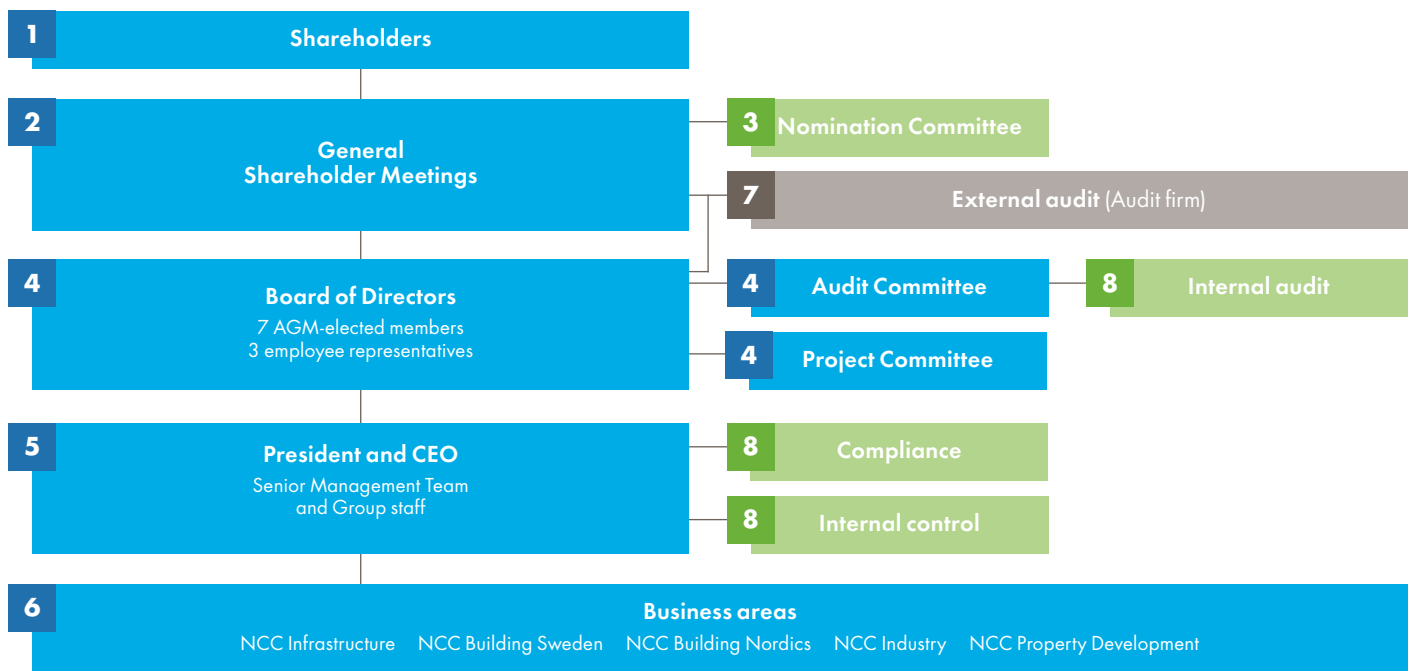 1
Shareholders
2
General
Shareholder Meetings
3
Nomination Committee
7
External audit (Audit firm)
4
Board of Directors
7 AGM-elected members
3 employee representatives
4
Audit Committee
8
Internal audit
4
Project Committee
5
President and CEO
Senior Management Team
and Group staff
8
Compliance
8
Internal control
6
Business areas
NCC Infrastructure NCC Building Sweden NCC Building Nordics NCC Industry NCC Property Development